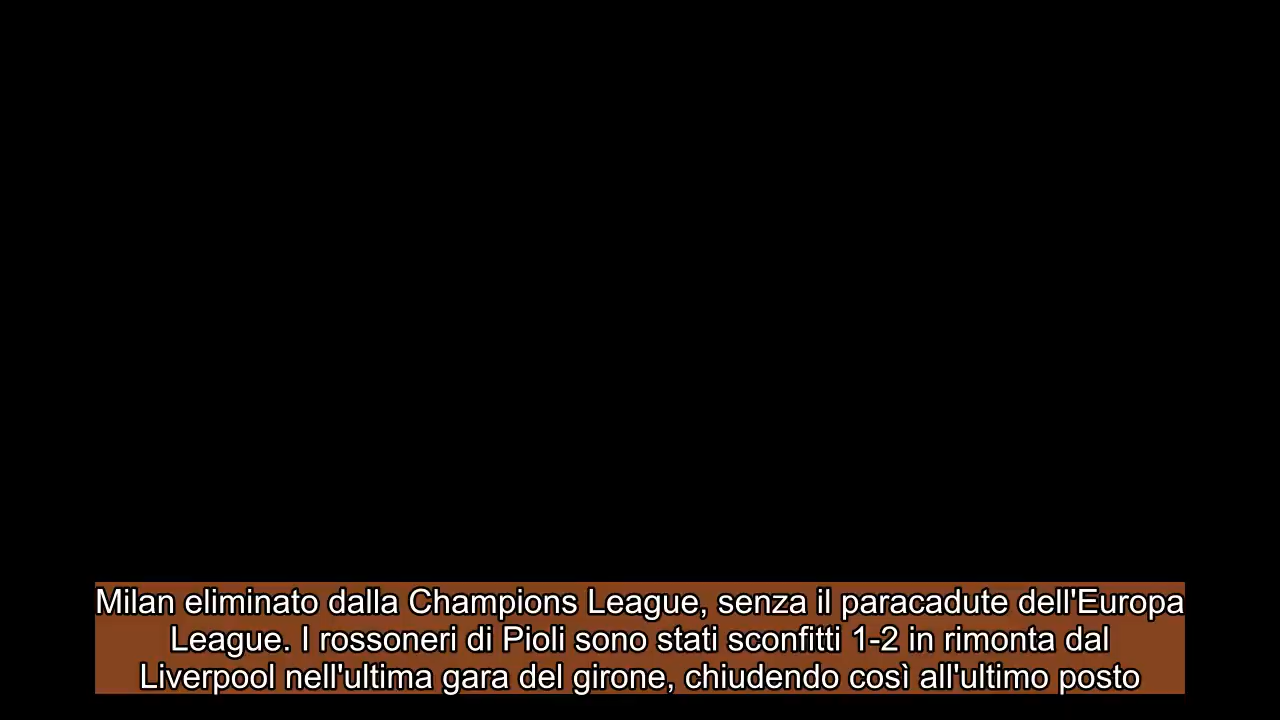 Milan eliminato dalla Champions League, senza il paracadute dell'Europa
League. I rossoneri di Pioli sono stati sconfitti 1-2 in rimonta dal
Liverpool nell'ultima gara del girone, chiudendo così all'ultimo posto